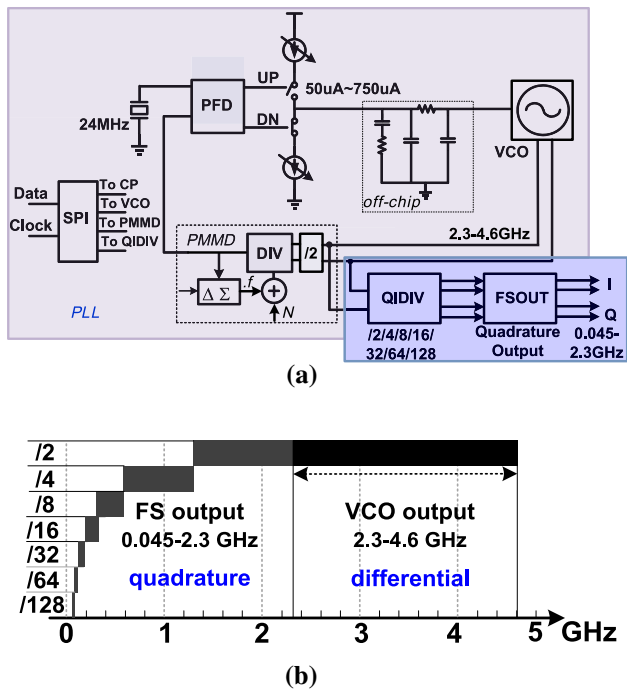 UP
50uA~750uA
PFD
24MHz
DN
VCO
off-chip
Data
Clock
SPI
To CP
To VCO
To PMMD
To QIDIV
PMMD
DIV
/2
2.3-4.6GHz
Δ Σ
.f
+
N
PLL
QIDIV
FSOUT
I
Q
/2/4/8/16/
32/64/128
Quadrature
Output
0.045-
2.3GHz
(a)
/2
/4
/8
/16
/32
/64
/128
FS output
0.045-2.3 GHz
quadrature
VCO output
2.3-4.6 GHz
differential
0 1 2 3 4 5 GHz
(b)